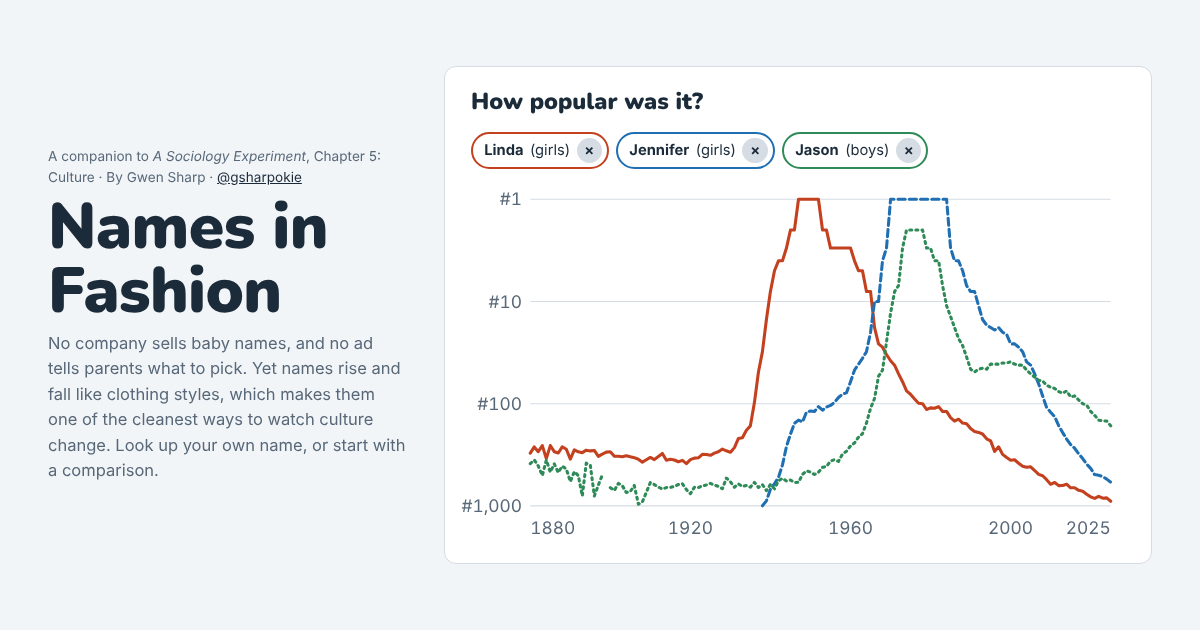 A companion to A Sociology Experiment, Chapter 5:
Culture · By Gwen Sharp · @gsharpokie
Names in
Fashion
No company sells baby names, and no ad
tells parents what to pick. Yet names rise and
fall like clothing styles, which makes them
one of the cleanest ways to watch culture
change. Look up your own name, or start with
a comparison.
How popular was it?
Linda (girls) × Jennifer (girls) × Jason (boys) ×
#1
#10
#100
#1,000
1880 1920 1960 2000 2025